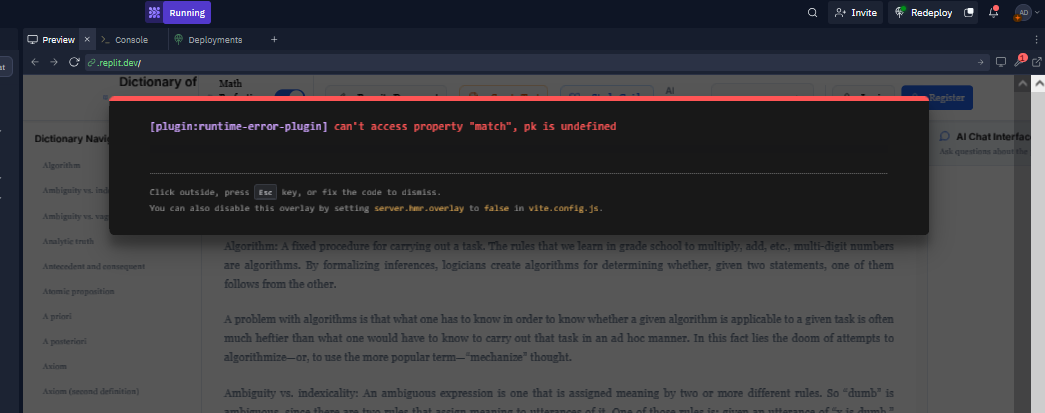 Running
Invite
Redeploy
AD
Preview
Console
Deployments
.replit.dev/
1
Dictionary of
Math
AI
Register
[plugin:runtime-error-plugin] can't access property "match", pk is undefined
Click outside, press Esc key, or fix the code to dismiss.
You can also disable this overlay by setting server.hmr.overlay to false in vite.config.js.
Dictionary Navi
Algorithm
Ambiguity vs. inde
Ambiguity vs. vag
Analytic truth
Antecedent and consequent
Atomic proposition
A priori
A posteriori
Axiom
Axiom (second definition)
AI Chat Interfac
Ask questions about the
Algorithm: A fixed procedure for carrying out a task. The rules that we learn in grade school to multiply, add, etc., multi-digit numbers
are algorithms. By formalizing inferences, logicians create algorithms for determining whether, given two statements, one of them
follows from the other.
A problem with algorithms is that what one has to know in order to know whether a given algorithm is applicable to a given task is often
much heftier than what one would have to know to carry out that task in an ad hoc manner. In this fact lies the doom of attempts to
algorithmize—or, to use the more popular term—“mechanize” thought.
Ambiguity vs. indexicality: An ambiguous expression is one that is assigned meaning by two or more different rules. So “dumb” is
ambiguous, since there are two rules that assign meaning to utterances of it. One of those rules is: given an utterance of “x is dumb,”